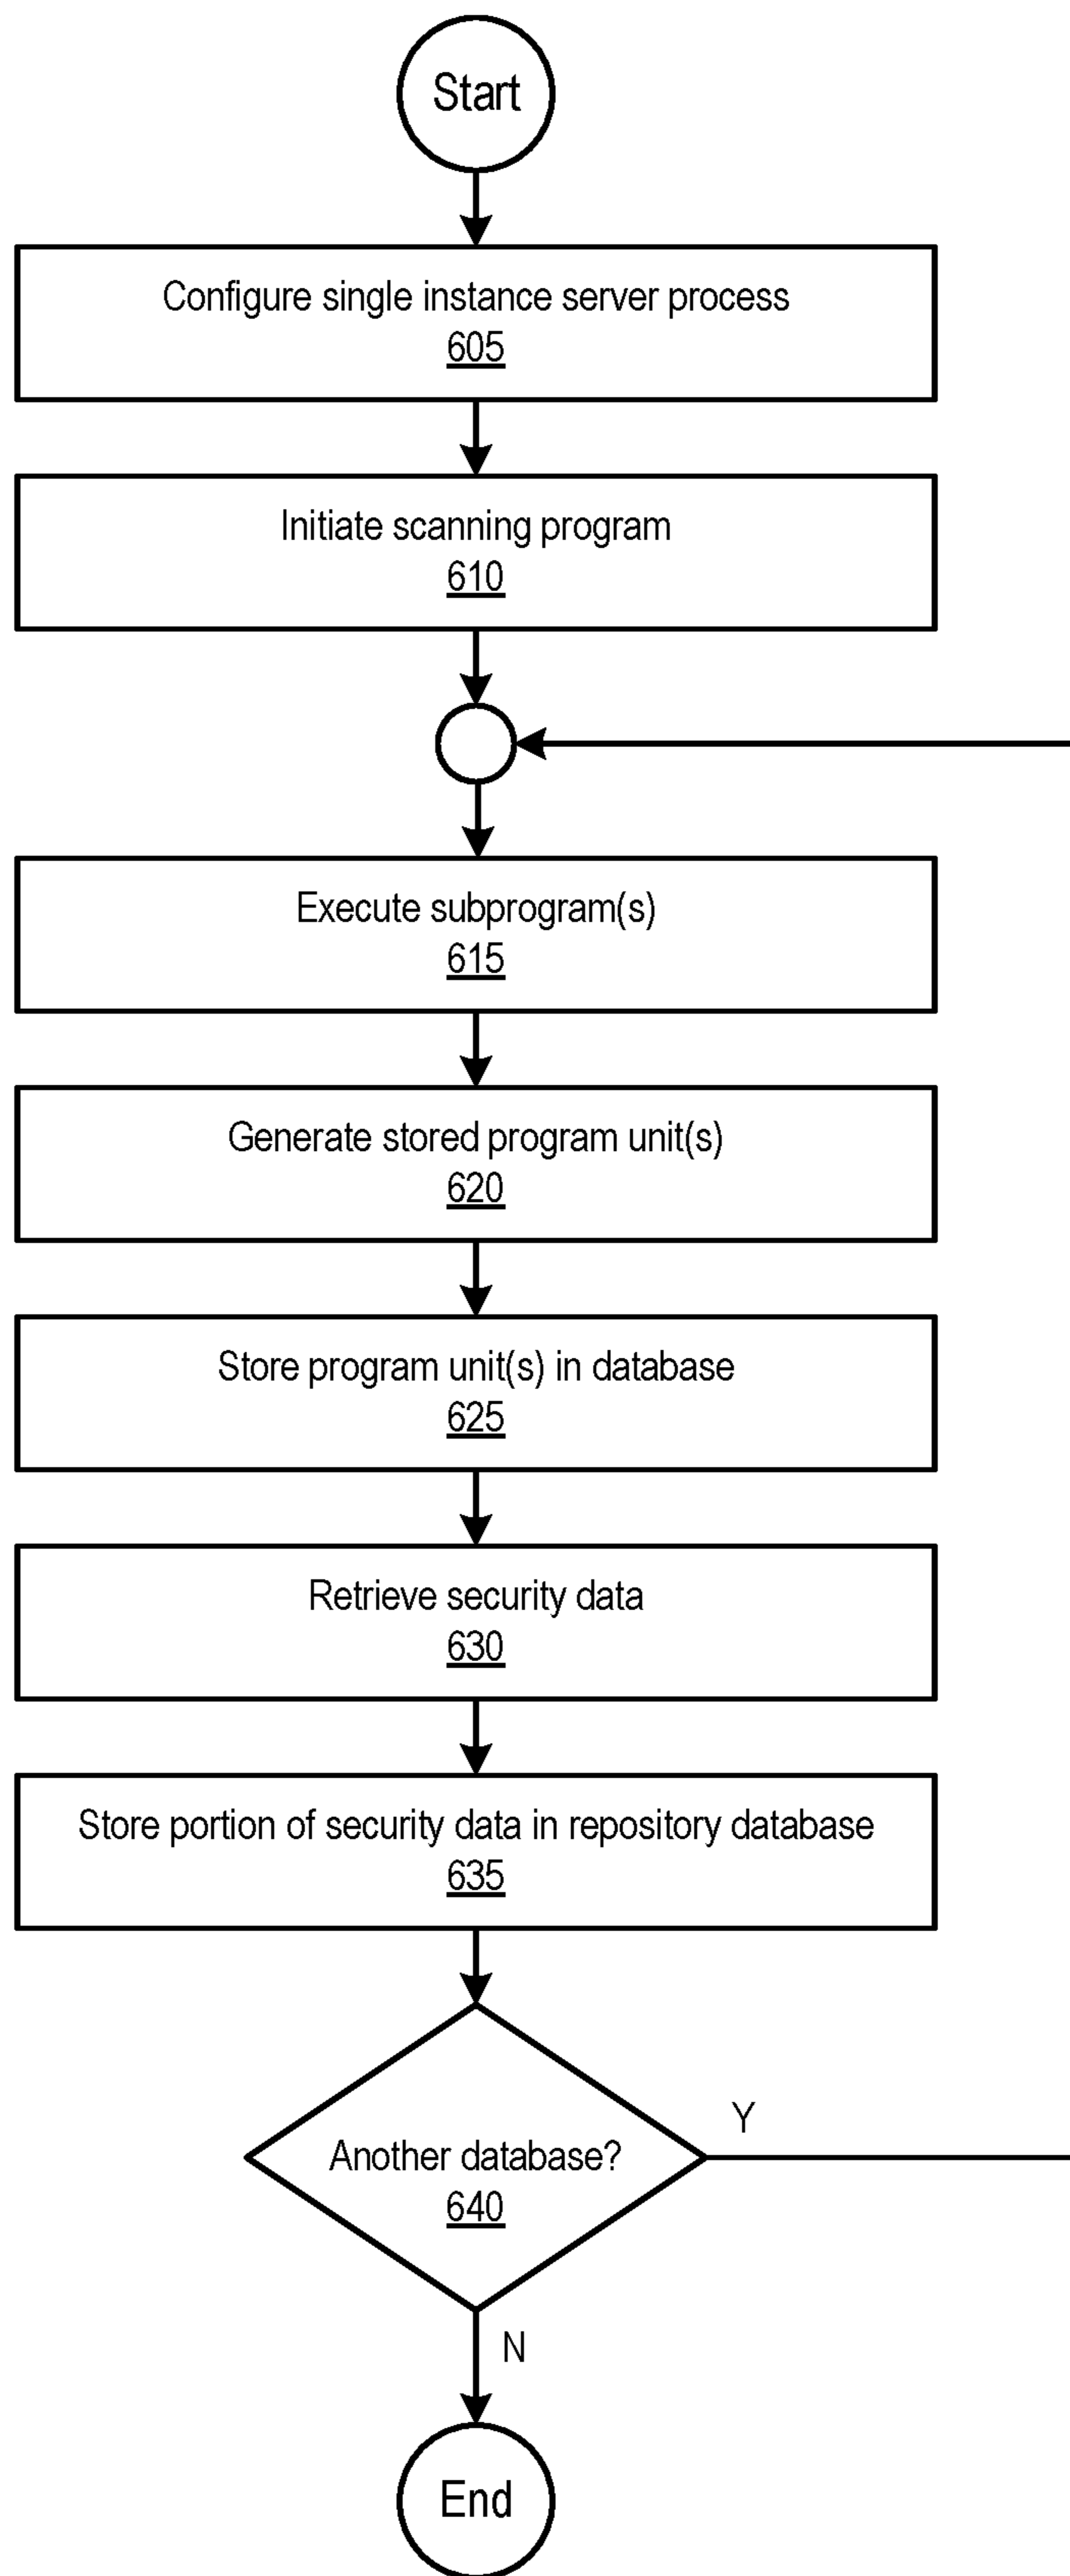 Start
Configure single instance server process
605
Initiate scanning program
610
Execute subprogram(s)
615
Generate stored program unit(s)
620
Store program unit(s) in database
625
Retrieve security data
630
Store portion of security data in repository database
635
Another database?
640
Y
N
End